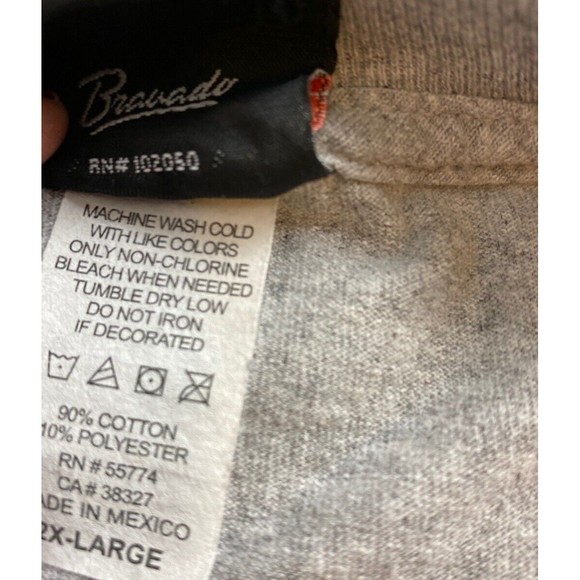 Bravado
RN# 102050
MACHINE WASH COLD
WITH LIKE COLORS
ONLY NON-CHLORINE
BLEACH WHEN NEEDED
TUMBLE DRY LOW
DO NOT IRON
IF DECORATED
90% COTTON
10% POLYESTER
RN # 55774
CA # 38327
ADE IN MEXICO
2X-LARGE